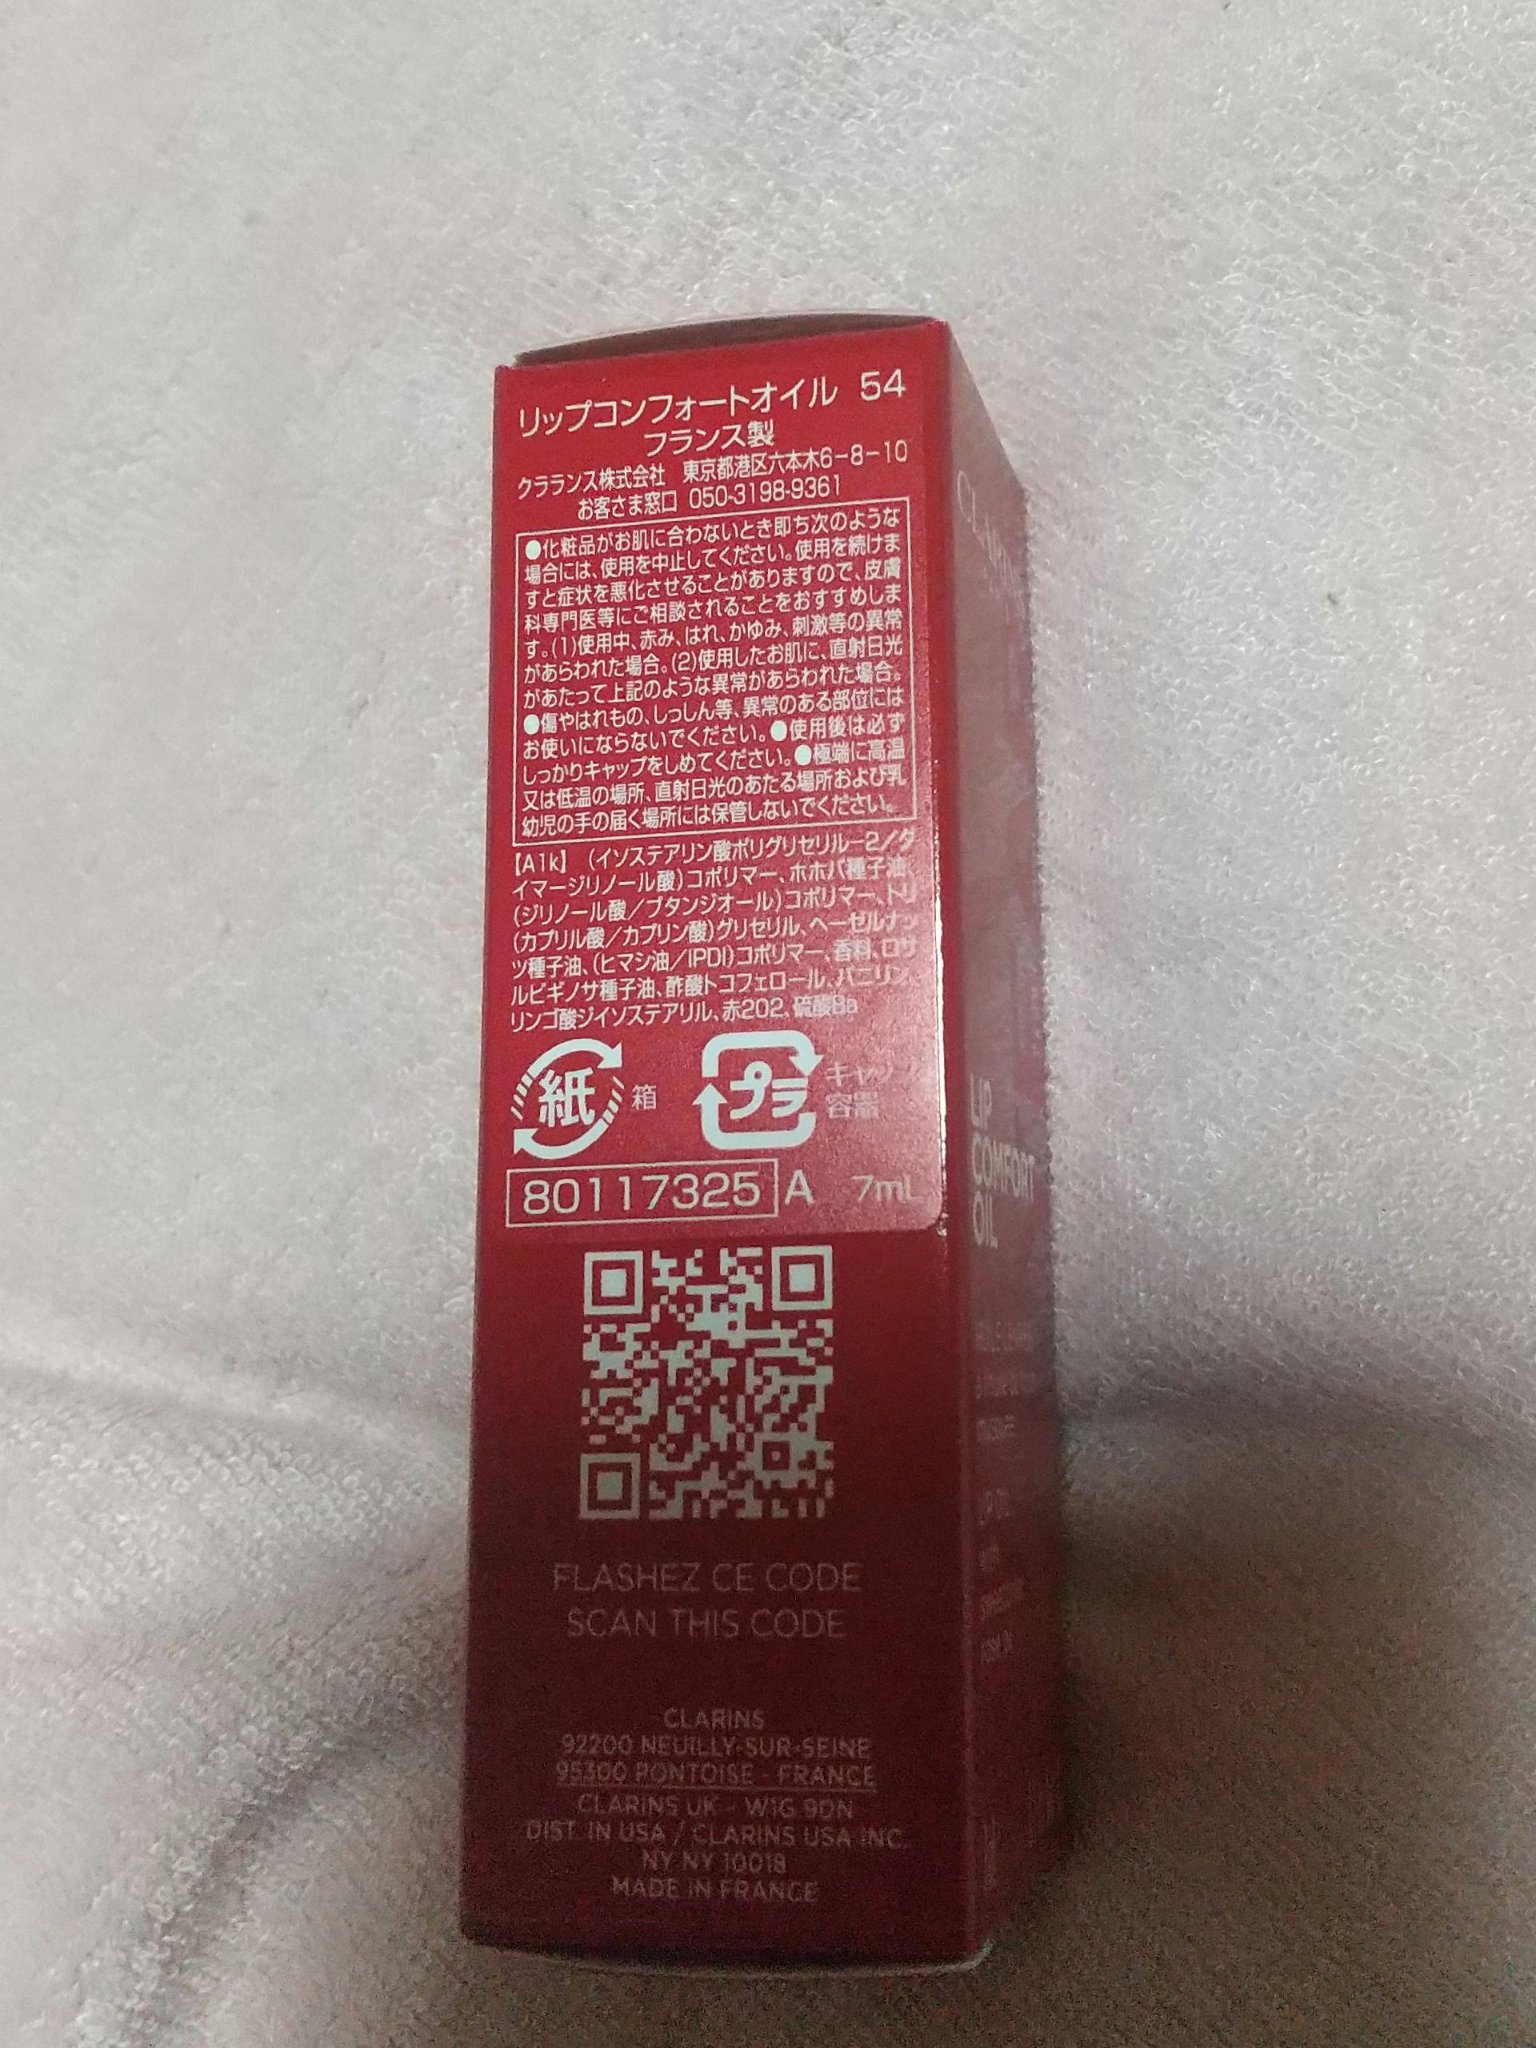 リップコンフォートオイル 54
フランス製
クラランス株式会社 東京都港区六本木6-8-10
お客さま窓口 050-3198-9361
●化粧品がお肌に合わないとき即ち次のような
場合には、使用を中止してください。使用を続けま
すと症状を悪化させることがありますので、皮膚
科専門医等にご相談されることをおすすめしま
す。(1)使用中、赤み、はれ、かゆみ、刺激等の異常
があらわれた場合。(2)使用したお肌に、直射日光
があたって上記のような異常があらわれた場合。
●傷やはれもの、しっしん等、異常のある部位には
お使いにならないでください。●使用後は必ず
しっかりキャップをしめてください。●極端に高温
又は低温の場所、直射日光のあたる場所および乳
幼児の手の届く場所には保管しないでください。
【A1k】 (イソステアリン酸ポリグリセリル-2/ダ
イマージリノール酸)コポリマー、ホホバ種子油、
(ジリノール酸/ブタンジオール)コポリマー、トリ
(カプリル酸/カプリン酸)グリセリル、ヘーゼルナッ
ツ種子油、(ヒマシ油/IPDI)コポリマー、香料、ロサ
ルビギノサ種子油、酢酸トコフェロール、バニリン、
リンゴ酸ジイソステアリル、赤202、硫酸Ba
紙 箱
プラ キャップ
容器
80117325 A 7mL
FLASHEZ CE CODE
SCAN THIS CODE
CLARINS
92200 NEUILLY-SUR-SEINE
95300 PONTOISE - FRANCE
CLARINS UK - W1G 9DN
DIST. IN USA / CLARINS USA INC.
NY NY 10018
MADE IN FRANCE
LIP
COMFORT
OIL